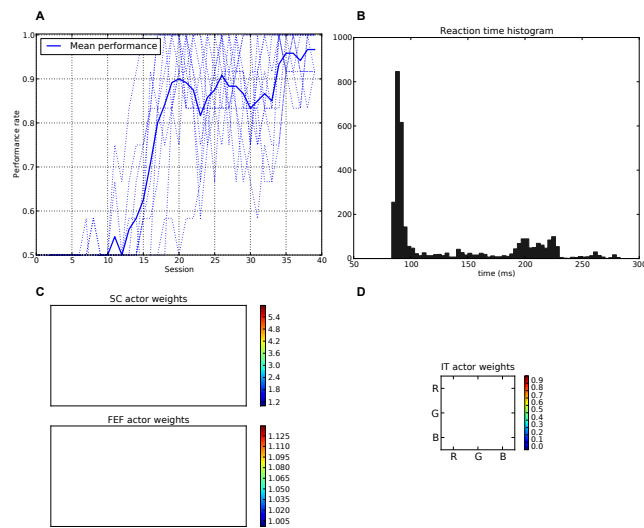 A
Mean performance
1.0
0.9
0.8
0.7
0.6
0.5
Performance rate
0 5 10 15 20 25 30 35 40
Session
B
Reaction time histogram
1000
800
600
400
200
0
50 100 150 200 250 300
time (ms)
C
SC actor weights
5.4
4.8
4.2
3.6
3.0
2.4
1.8
1.2
FEF actor weights
1.125
1.095
1.080
1.065
1.050
1.035
1.020
1.005
D
IT actor weights
R
G
B
R G B
0.9
0.8
0.7
0.6
0.5
0.4
0.3
0.2
0.1
0.0